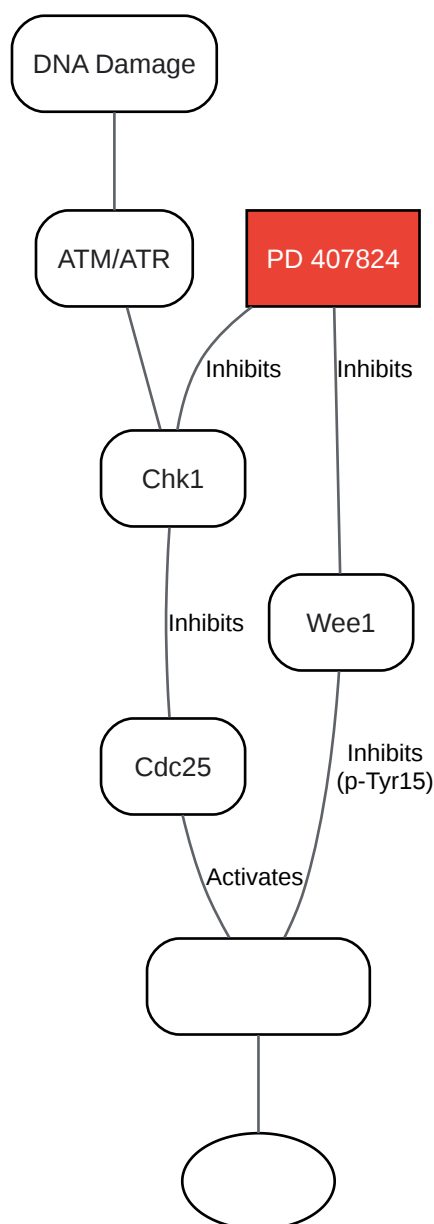 DNA Damage
ATM/ATR
PD 407824
Inhibits
Inhibits
Chk1
Inhibits
Wee1
Cdc25
Inhibits
(p-Tyr15)
Activates